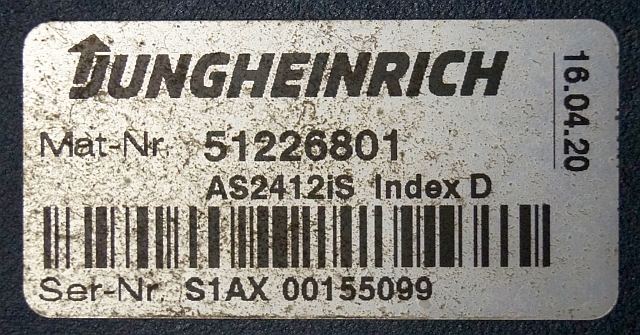 JUNGHEINRICH
Mat-Nr. 51226801
AS2412iS Index D
Ser-Nr. S1AX 00155099
16.04.20